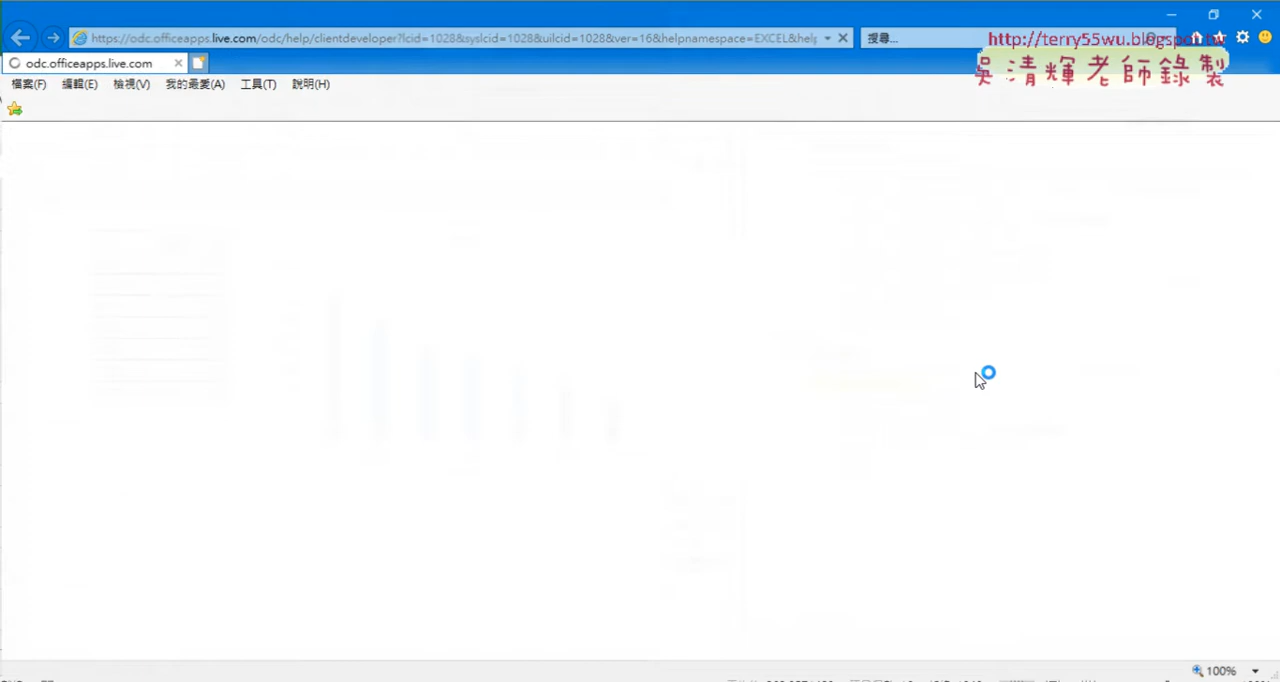 https://odc.officeapps.live.com/odc/help/clientdeveloper?lcid=1028&syslcid=1028&uilcid=1028&ver=16&helpnamespace=EXCEL&help
搜尋...
http://terry55wu.blogspot.tw
odc.officeapps.live.com
吳清輝老師錄製
檔案(F) 編輯(E) 檢視(V) 我的最愛(A) 工具(T) 說明(H)
100%